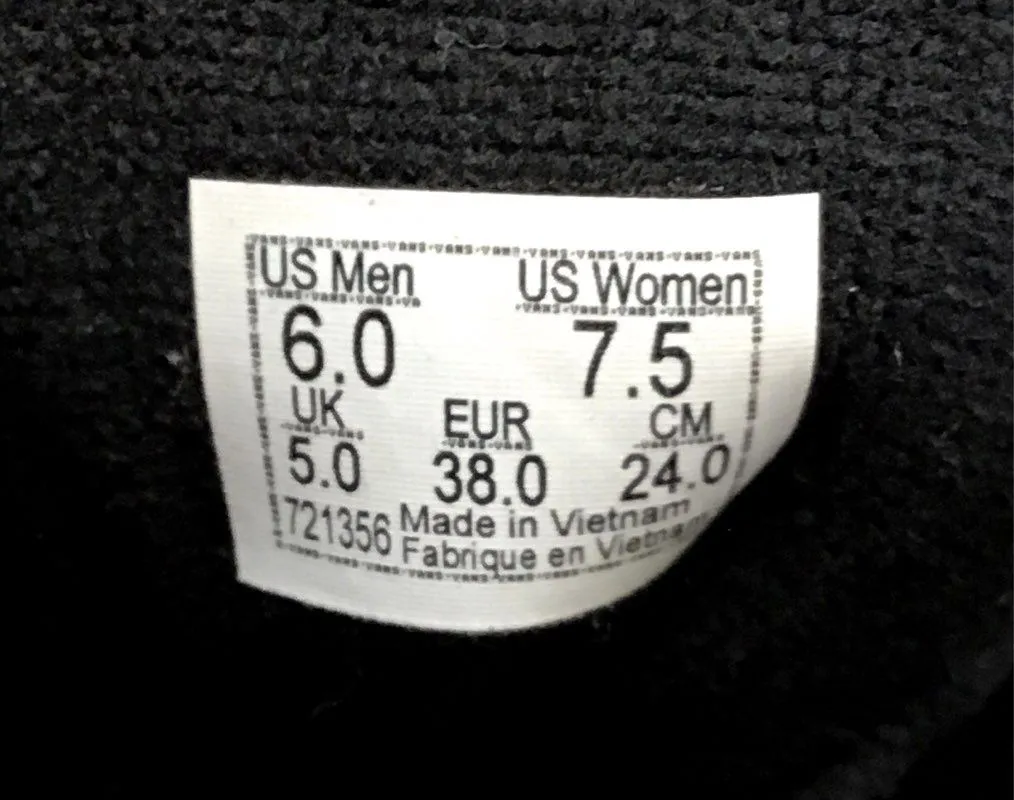 US Men US Women
6.0 7.5
UK EUR CM
5.0 38.0 24.0
721356 Made in Vietnam
Fabrique en